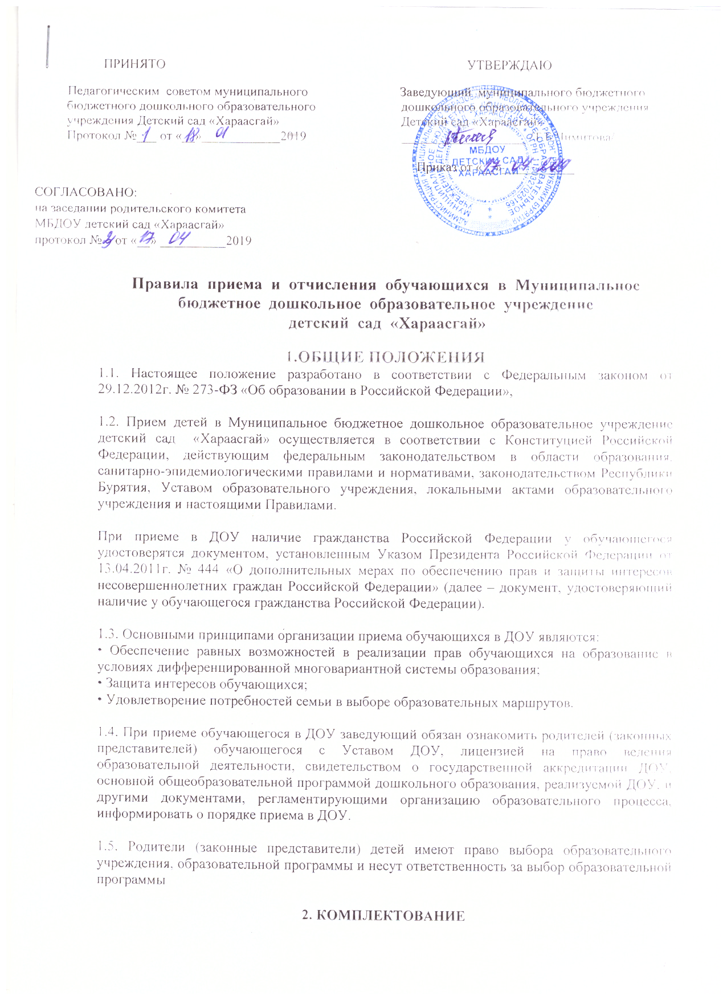 ПРИНЯТО
Педагогическим советом муниципального
бюджетного дошкольного образовательного
учреждения Детский сад «Хараасгай»
Протокол № 1 от «18» 01 2019
УТВЕРЖДАЮ
Заведующий муниципального бюджетного
дошкольного образовательного учреждения
Детский сад «Хараасгай»
Приказ от «17» 04 2019
МБДОУ
ДЕТСКИЙ САД
"ХАРААСГАЙ"
СОГЛАСОВАНО:
на заседании родительского комитета
МБДОУ детский сад «Хараасгай»
протокол № от «17» 04 2019
Правила приема и отчисления обучающихся в Муниципальное
бюджетное дошкольное образовательное учреждение
детский сад «Хараасгай»
1.ОБЩИЕ ПОЛОЖЕНИЯ
1.1. Настоящее положение разработано в соответствии с Федеральным законом от
29.12.2012г. № 273-ФЗ «Об образовании в Российской Федерации»,
1.2. Прием детей в Муниципальное бюджетное дошкольное образовательное учреждение
детский сад «Хараасгай» осуществляется в соответствии с Конституцией Российской
Федерации, действующим федеральным законодательством в области образования,
санитарно-эпидемиологическими правилами и нормативами, законодательством Республики
Бурятия, Уставом образовательного учреждения, локальными актами образовательного
учреждения и настоящими Правилами.
При приеме в ДОУ наличие гражданства Российской Федерации у обучающегося
удостоверятся документом, установленным Указом Президента Российской Федерации от
13.04.2011г. № 444 «О дополнительных мерах по обеспечению прав и защиты интересов
несовершеннолетних граждан Российской Федерации» (далее – документ, удостоверяющий
наличие у обучающегося гражданства Российской Федерации).
1.3. Основными принципами организации приема обучающихся в ДОУ являются:
• Обеспечение равных возможностей в реализации прав обучающихся на образование в
условиях дифференцированной многовариантной системы образования;
• Защита интересов обучающихся;
• Удовлетворение потребностей семьи в выборе образовательных маршрутов.
1.4. При приеме обучающегося в ДОУ заведующий обязан ознакомить родителей (законных
представителей) обучающегося с Уставом ДОУ, лицензией на право ведения
образовательной деятельности, свидетельством о государственной аккредитации ДОУ,
основной общеобразовательной программой дошкольного образования, реализуемой ДОУ, и
другими документами, регламентирующими организацию образовательного процесса,
информировать о порядке приема в ДОУ.
1.5. Родители (законные представители) детей имеют право выбора образовательного
учреждения, образовательной программы и несут ответственность за выбор образовательной
программы
2. КОМПЛЕКТОВАНИЕ